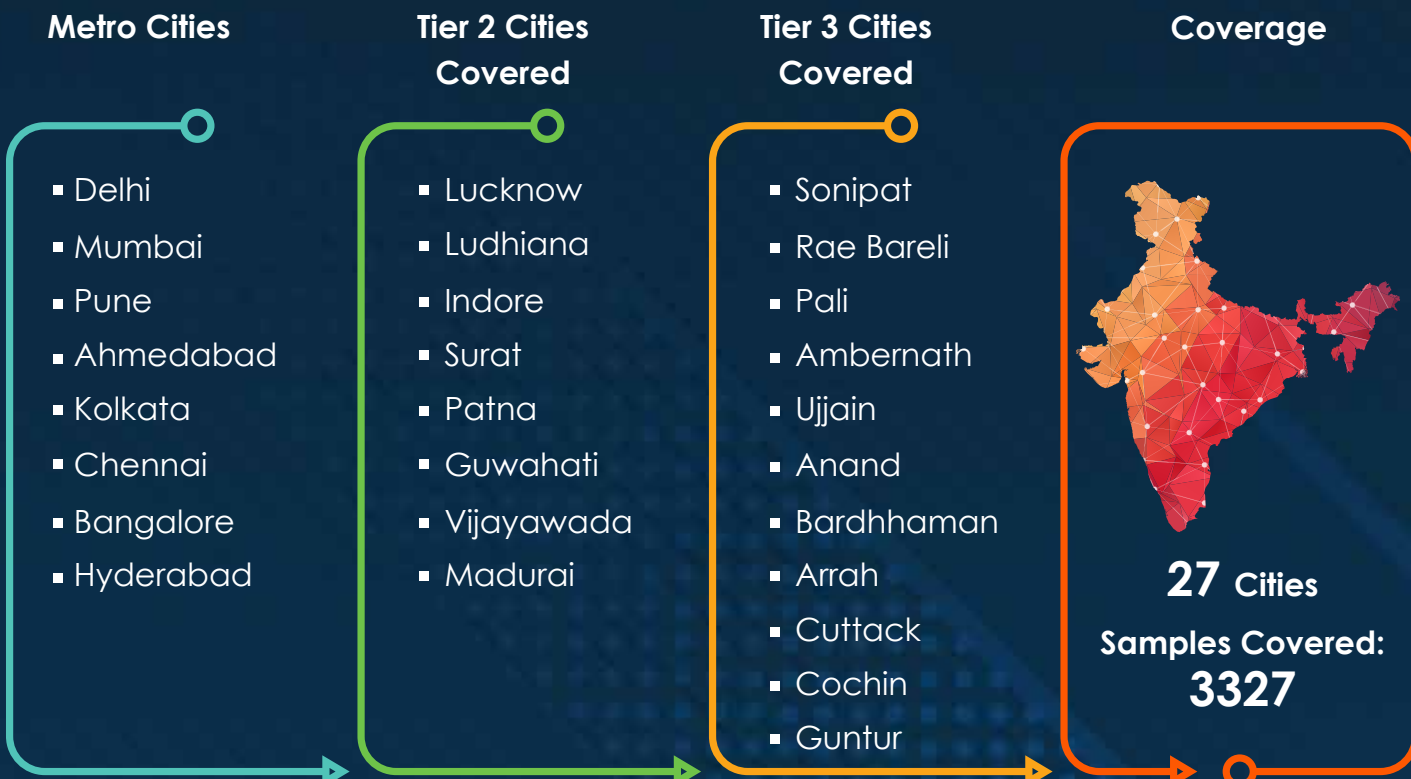 Metro Cities
Delhi
Mumbai
Pune
Ahmedabad
Kolkata
Chennai
Bangalore
Hyderabad
Tier 2 Cities
Covered
Lucknow
Ludhiana
Indore
Surat
Patna
Guwahati
Vijayawada
Madurai
Tier 3 Cities
Covered
Sonipat
Rae Bareli
Pali
Ambernath
Ujjain
Anand
Bardhhaman
Arrah
Cuttack
Cochin
Guntur
Coverage
27 Cities
Samples Covered:
3327